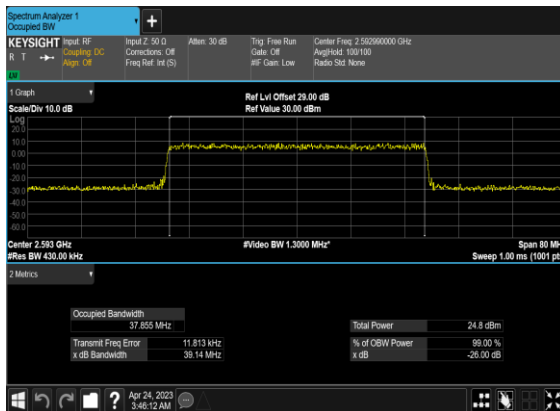 Spectrum Analyzer 1
Occupied BW
KEYSIGHT
R T
Input: RF
Coupling: DC
Align: Off
Input Z: 50 Ω
Corrections: Off
Freq Ref: Int (S)
Atten: 30 dB
Trig: Free Run
Gate: Off
#IF Gain: Low
Center Freq: 2.592990000 GHz
Avg|Hold: 100/100
Radio Std: None
1 Graph
Scale/Div 10.0 dB
Ref Lvl Offset 29.00 dB
Ref Value 30.00 dBm
Log
20.0
10.0
0.00
-10.0
-20.0
-30.0
-40.0
-50.0
-60.0
Center 2.593 GHz
#Res BW 430.00 kHz
#Video BW 1.3000 MHz*
Span 80 MH
Sweep 1.00 ms (1001 pt
2 Metrics
Occupied Bandwidth
37.855 MHz
Transmit Freq Error 11.813 kHz
x dB Bandwidth 39.14 MHz
Total Power 24.8 dBm
% of OBW Power 99.00 %
x dB -26.00 dB
?
Apr 24, 2023
3:46:12 AM